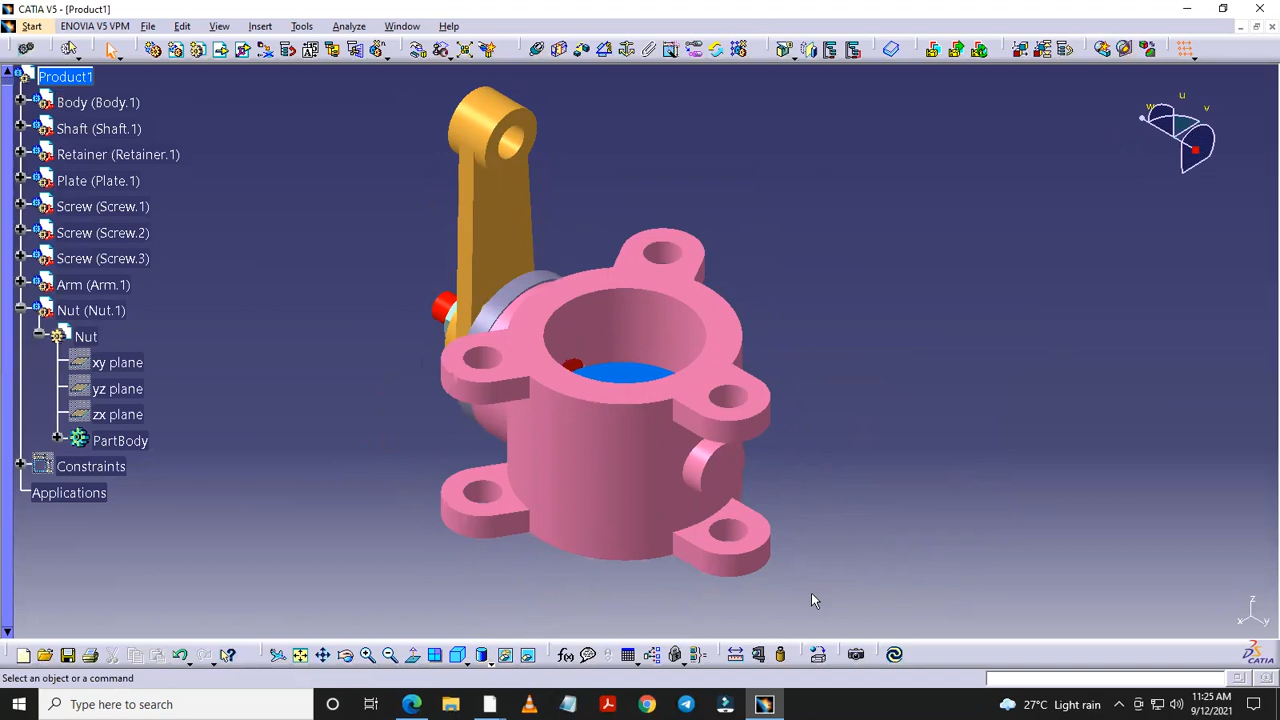 CATIA V5 - [Product1]
Start ENOVIA V5 VPM File Edit View Insert Tools Analyze Window Help
Product1
Body (Body.1)
Shaft (Shaft.1)
Retainer (Retainer.1)
Plate (Plate.1)
Screw (Screw.1)
Screw (Screw.2)
Screw (Screw.3)
Arm (Arm.1)
Nut (Nut.1)
Nut
xy plane
yz plane
zx plane
PartBody
Constraints
Applications
w u v
z
x y
f(x)
CATIA
Select an object or a command
Type here to search
27°C Light rain
11:25 AM
9/12/2021